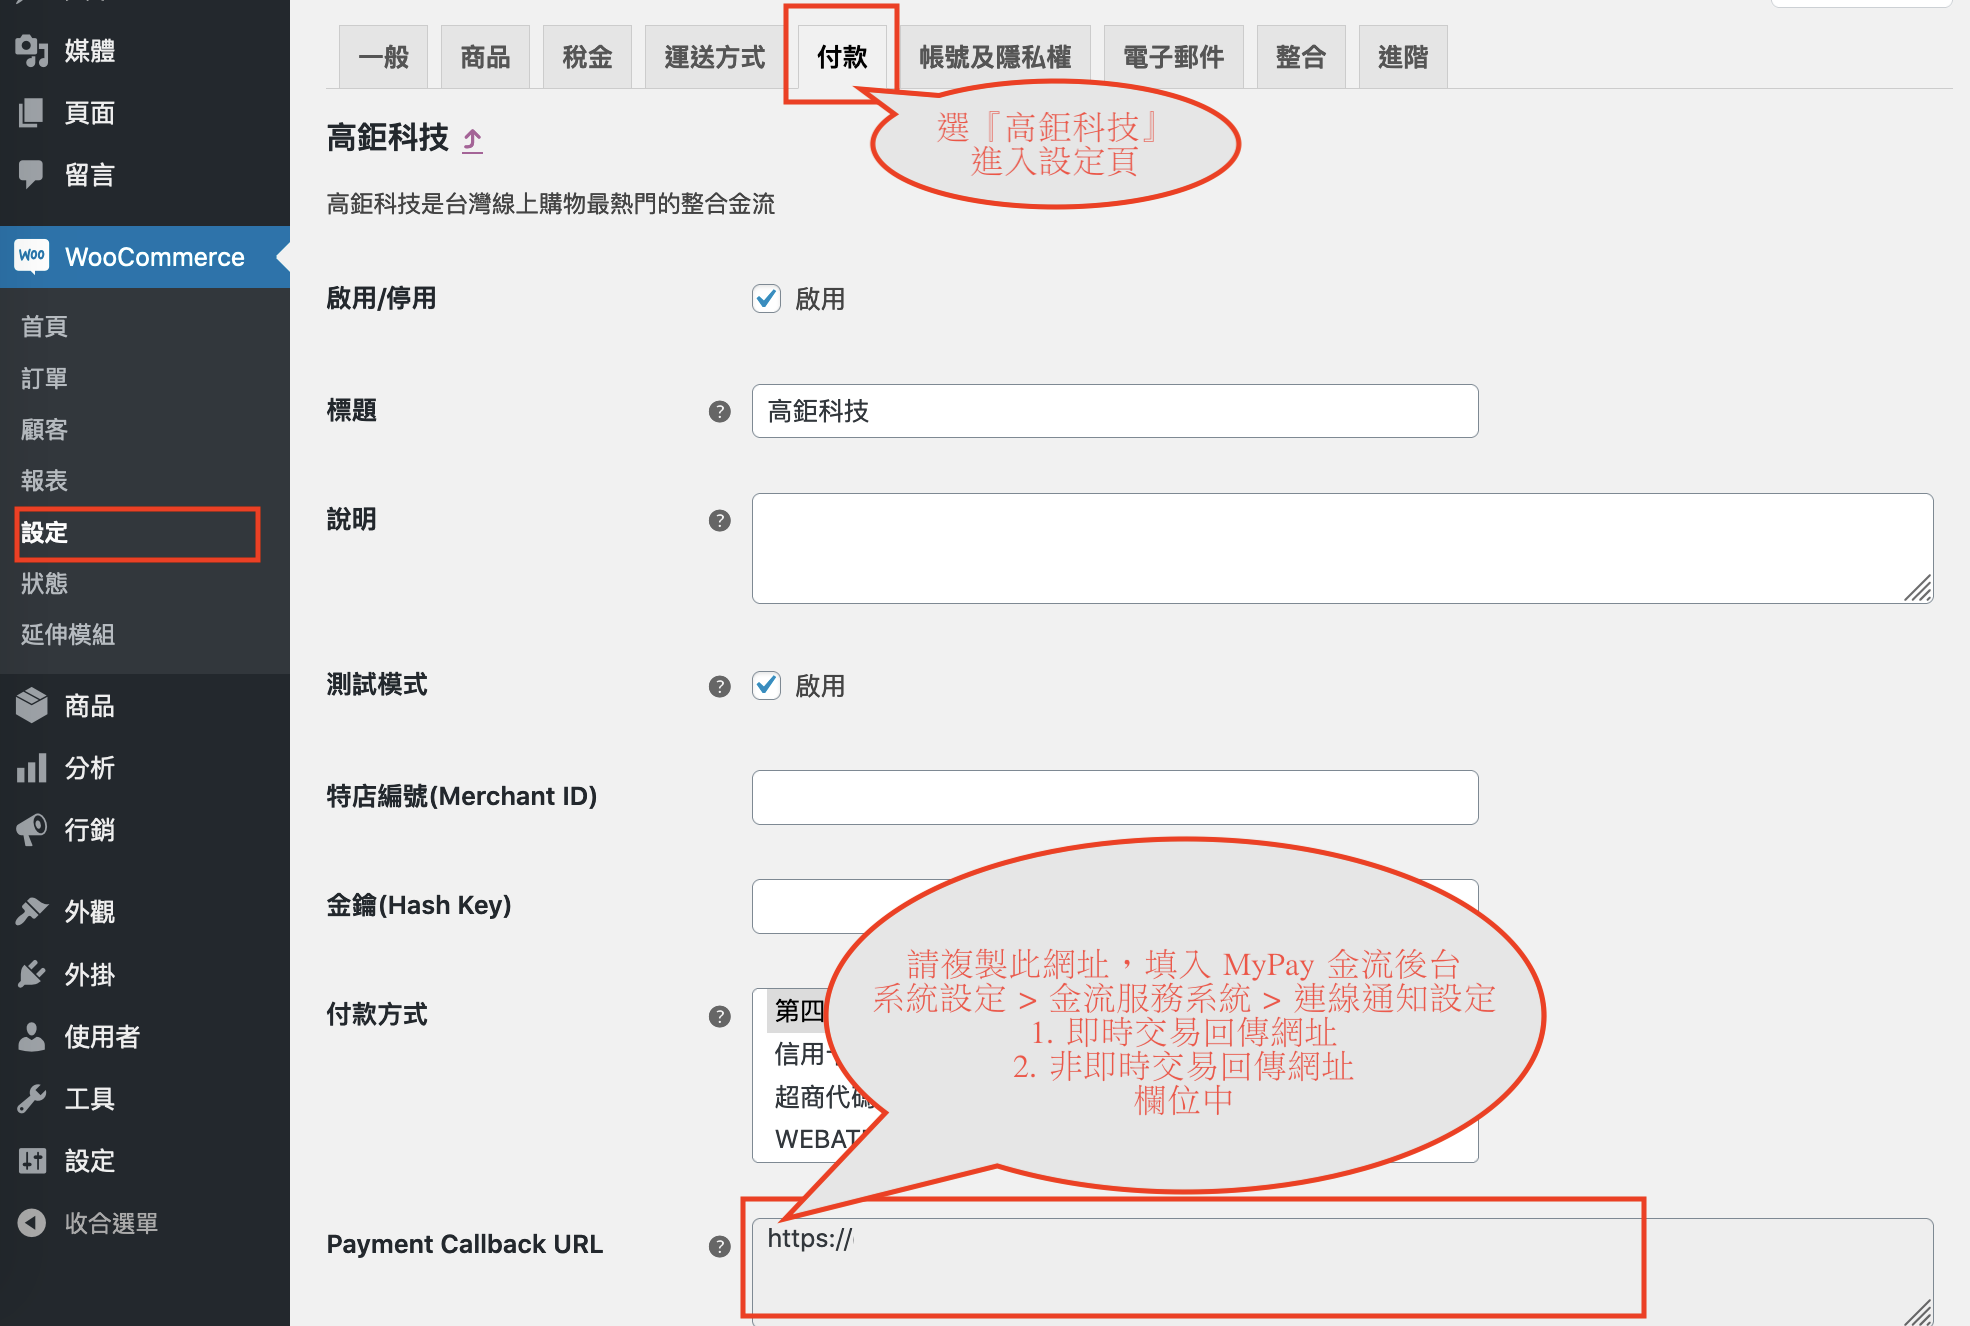 媒體
頁面
留言
WooCommerce
首頁
訂單
顧客
報表
設定
狀態
延伸模組
商品
分析
行銷
外觀
外掛
使用者
工具
設定
收合選單
一般 商品 稅金 運送方式 付款 帳號及隱私權 電子郵件 整合 進階
選『高鉅科技』
進入設定頁
高鉅科技
高鉅科技是台灣線上購物最熱門的整合金流
啟用/停用 啟用
標題 高鉅科技
說明
測試模式 啟用
特店編號(Merchant ID)
金鑰(Hash Key)
付款方式
第四
信用
超商代碼
WEBAT
請複製此網址，填入 MyPay 金流後台
系統設定 > 金流服務系統 > 連線通知設定
1. 即時交易回傳網址
2. 非即時交易回傳網址
欄位中
Payment Callback URL https://